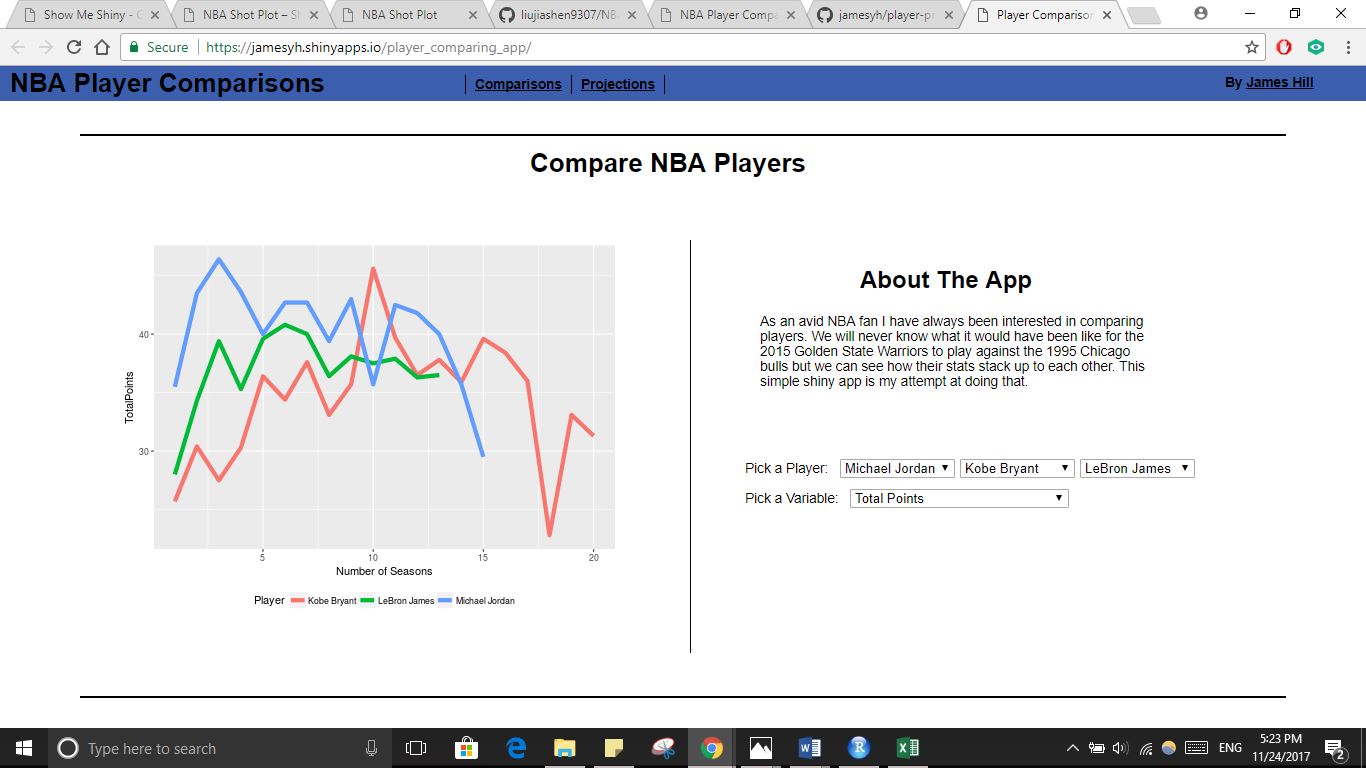 Show Me Shiny - G
NBA Shot Plot – Sh
NBA Shot Plot
liujiashen9307/NBA
NBA Player Compa
jamesyh/player-pr
Player Comparison
Secure
https://jamesyh.shinyapps.io/player_comparing_app/
NBA Player Comparisons
Comparisons
Projections
By James Hill
Compare NBA Players
40
30
TotalPoints
5
10
15
20
Number of Seasons
Player Kobe Bryant LeBron James Michael Jordan
About The App
As an avid NBA fan I have always been interested in comparing
players. We will never know what it would have been like for the
2015 Golden State Warriors to play against the 1995 Chicago
bulls but we can see how their stats stack up to each other. This
simple shiny app is my attempt at doing that.
Pick a Player: Michael Jordan Kobe Bryant LeBron James
Pick a Variable: Total Points
Type here to search
ENG
5:23 PM
11/24/2017
2